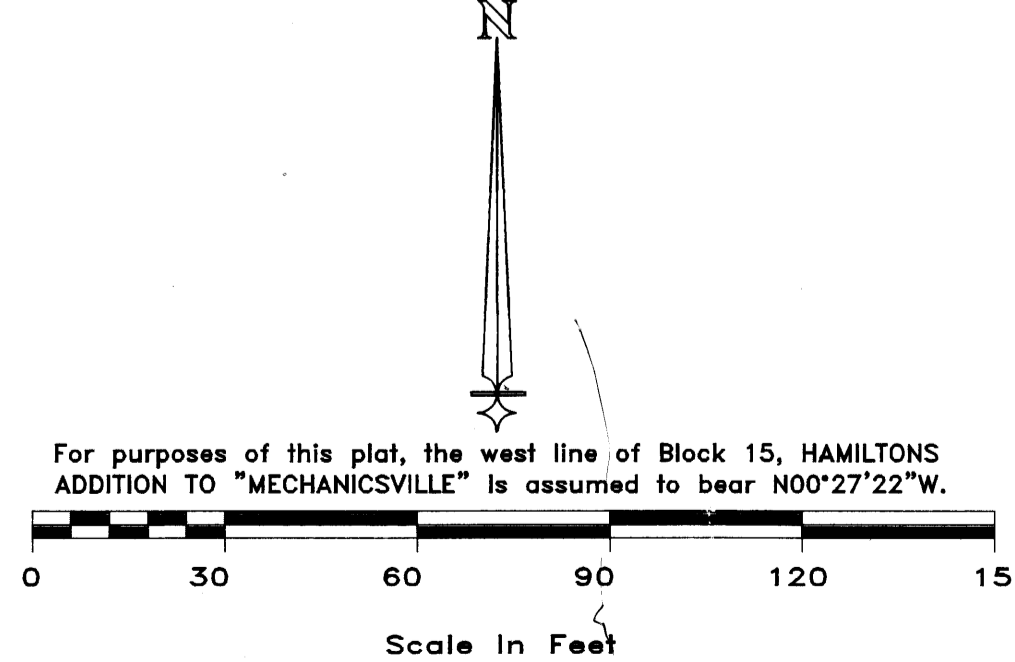 N
For purposes of this plat, the west line of Block 15, HAMILTONS
ADDITION TO "MECHANICSVILLE" is assumed to bear N00°27'22"W.
0 30 60 90 120 15
Scale In Feet